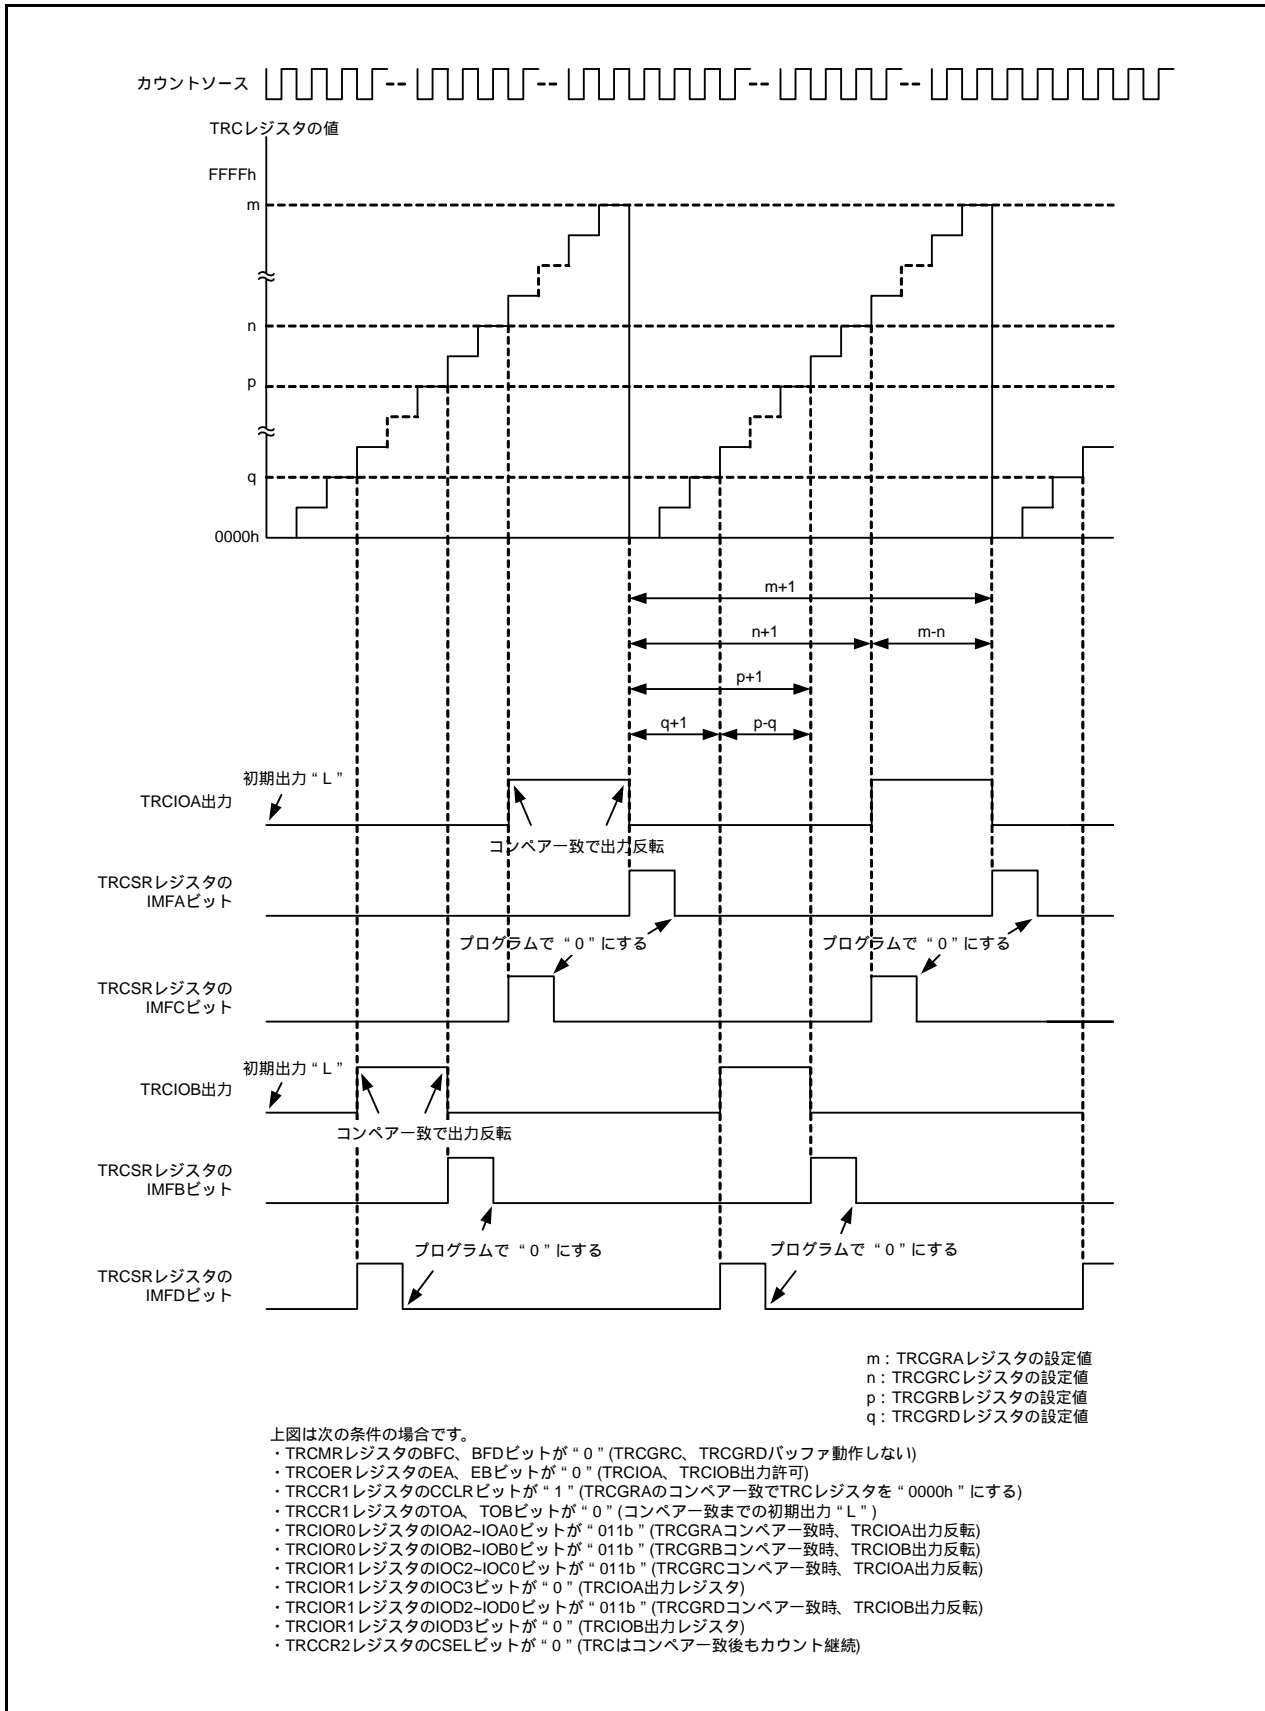 カウントソース
TRCレジスタの値
FFFFh
m
n
p
q
0000h
m+1
n+1
m-n
p+1
q+1
p-q
初期出力“L”
TRCIOA出力
コンペア一致で出力反転
TRCSRレジスタの
IMFAビット
プログラムで“0”にする
プログラムで“0”にする
TRCSRレジスタの
IMFCビット
初期出力“L”
TRCIOB出力
コンペア一致で出力反転
TRCSRレジスタの
IMFBビット
プログラムで“0”にする
プログラムで“0”にする
TRCSRレジスタの
IMFDビット
m:TRCGRAレジスタの設定値
n:TRCGRCレジスタの設定値
p:TRCGRBレジスタの設定値
q:TRCGRDレジスタの設定値
上図は次の条件の場合です。
・TRCMRレジスタのBFC、BFDビットが“0”(TRCGRC、TRCGRDバッファ動作しない)
・TRCOERレジスタのEA、EBビットが“0”(TRCIOA、TRCIOB出力許可)
・TRCCR1レジスタのCCLRビットが“1”(TRCGRAのコンペア一致でTRCレジスタを“0000h”にする)
・TRCCR1レジスタのTOA、TOBビットが“0”(コンペア一致までの初期出力“L”)
・TRCIOR0レジスタのIOA2~IOA0ビットが“011b”(TRCGRAコンペア一致時、TRCIOA出力反転)
・TRCIOR0レジスタのIOB2~IOB0ビットが“011b”(TRCGRBコンペア一致時、TRCIOB出力反転)
・TRCIOR1レジスタのIOC2~IOC0ビットが“011b”(TRCGRCコンペア一致時、TRCIOA出力反転)
・TRCIOR1レジスタのIOC3ビットが“0”(TRCIOA出力レジスタ)
・TRCIOR1レジスタのIOD2~IOD0ビットが“011b”(TRCGRDコンペア一致時、TRCIOB出力反転)
・TRCIOR1レジスタのIOD3ビットが“0”(TRCIOB出力レジスタ)
・TRCCR2レジスタのCSELビットが“0”(TRCはコンペア一致後もカウント継続)